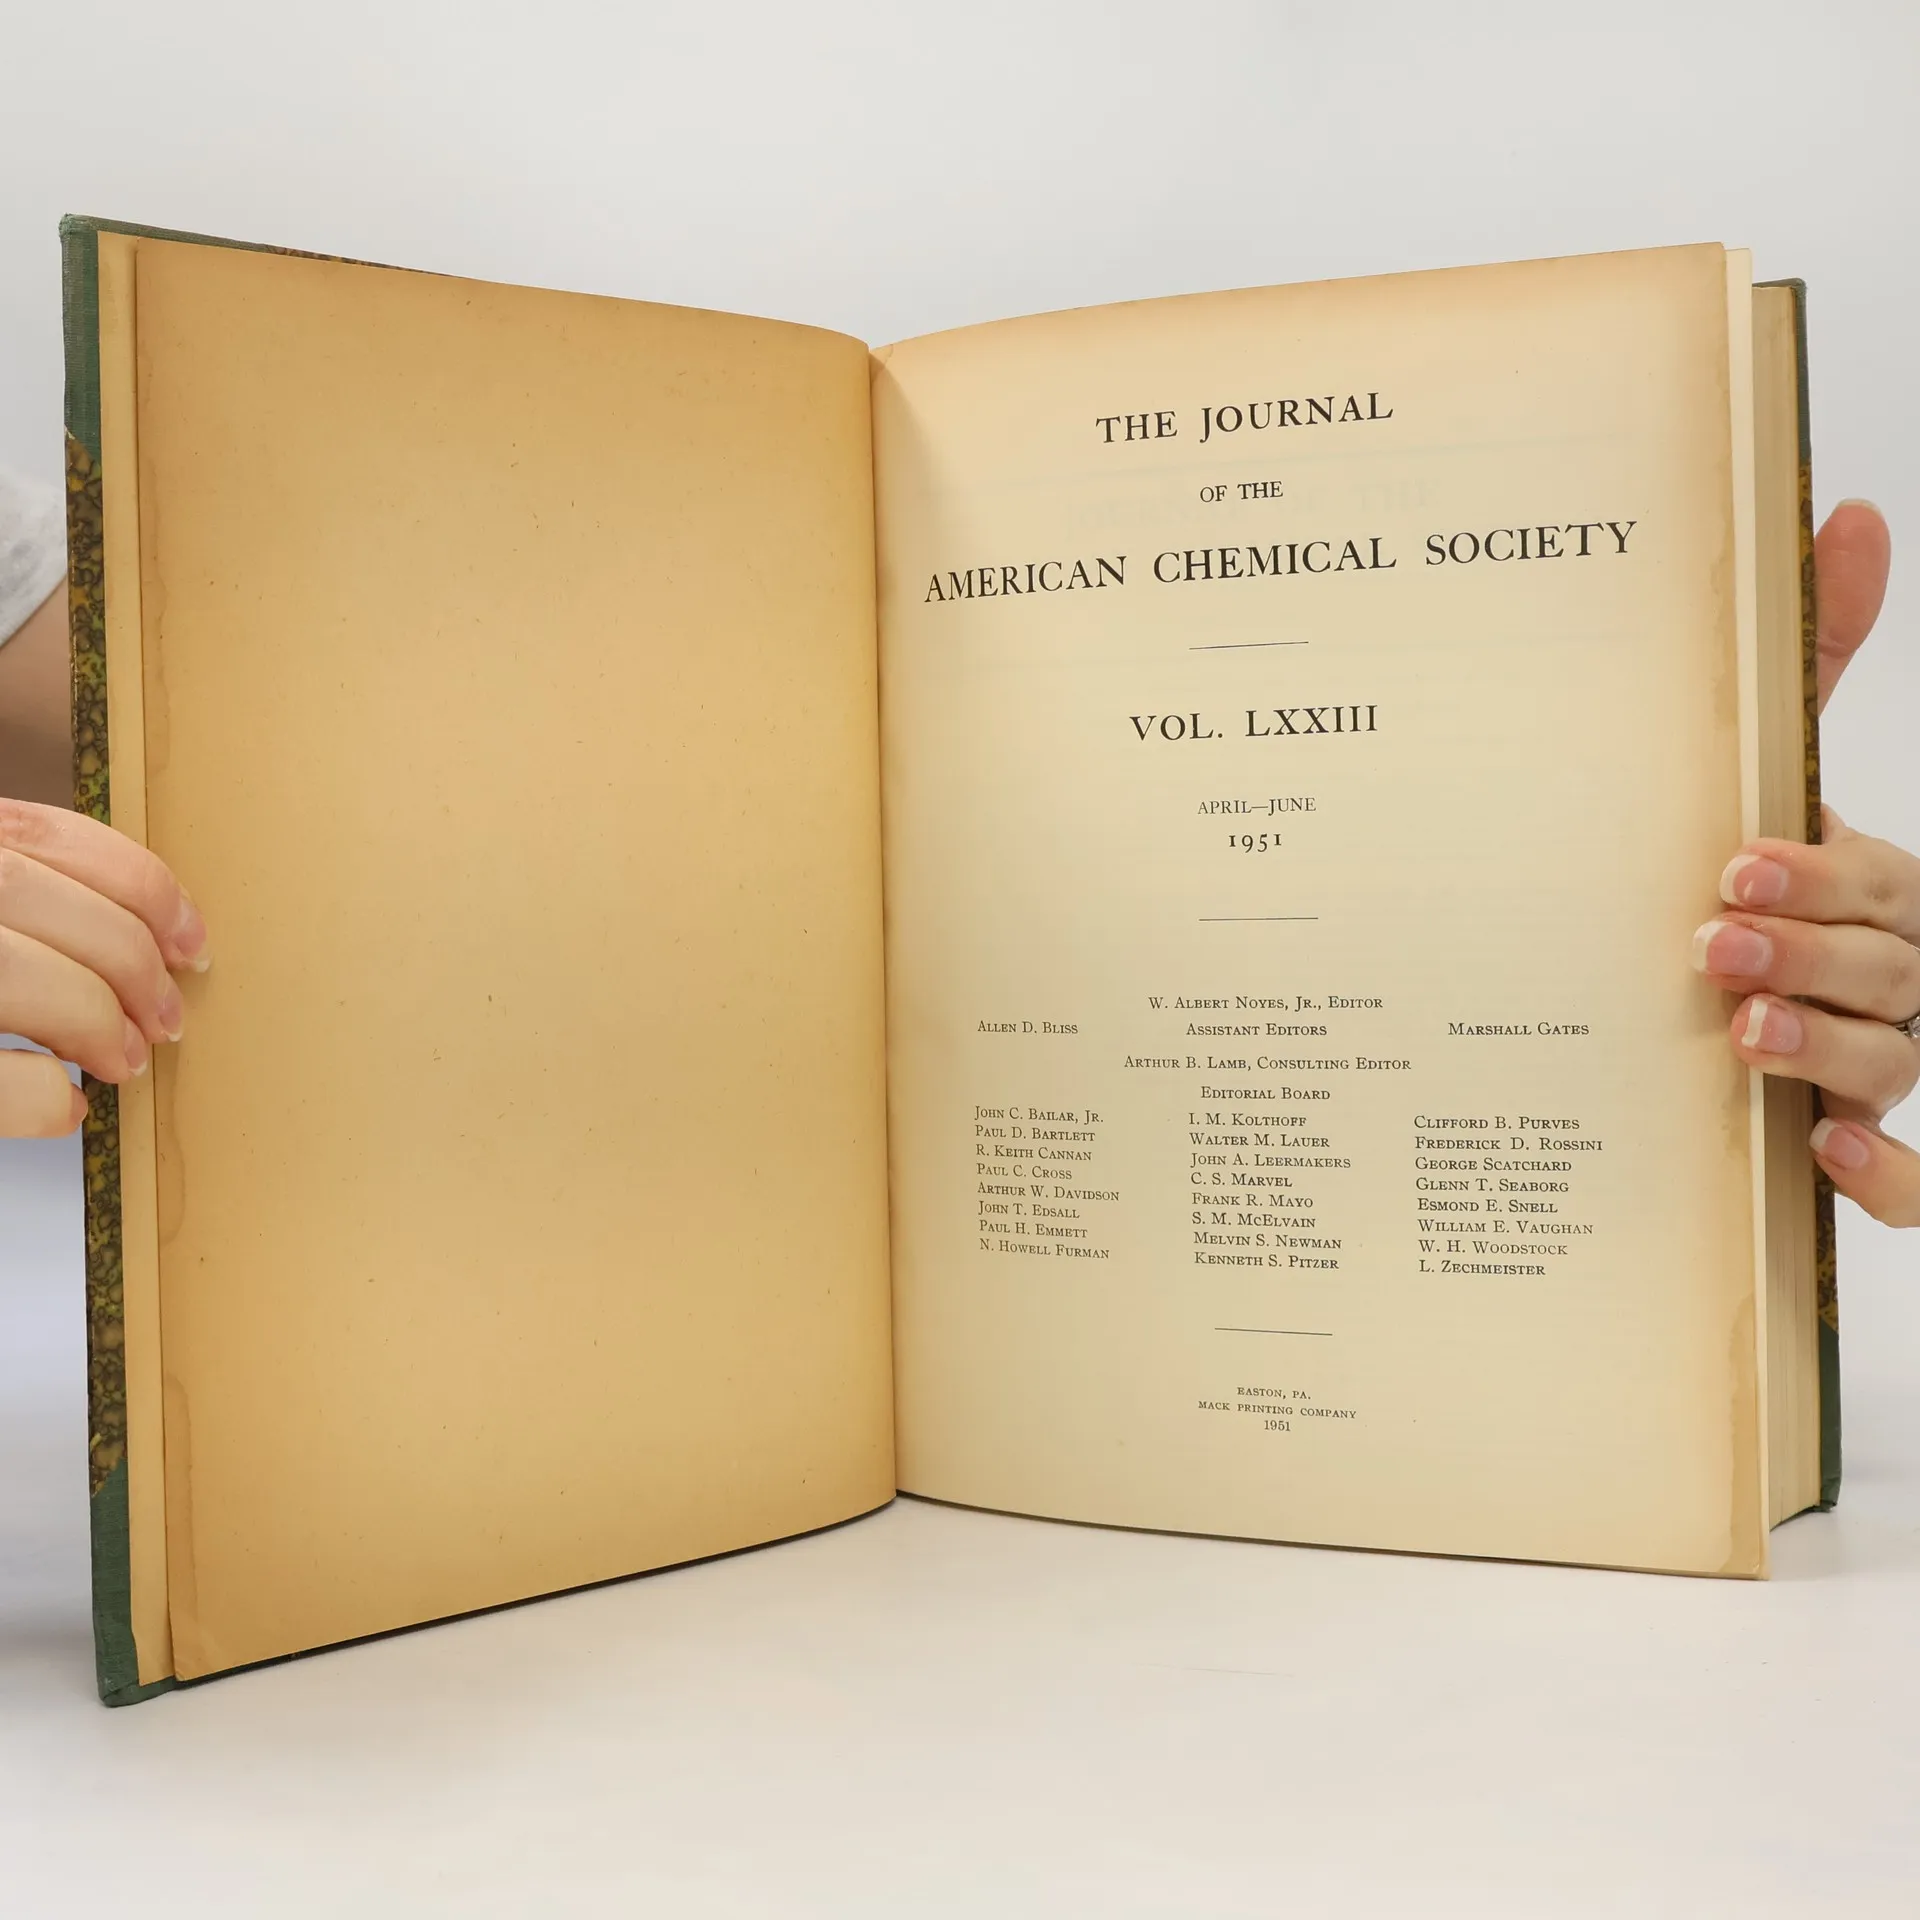 THE JOURNAL
OF THE
AMERICAN CHEMICAL SOCIETY
VOL. LXXIII
APRIL—JUNE
1951
W. ALBERT NOYES, JR., EDITOR
ALLEN D. BLISS ASSISTANT EDITORS MARSHALL GATES
ARTHUR B. LAMB, CONSULTING EDITOR
EDITORIAL BOARD
JOHN C. BAILAR, JR.
PAUL D. BARTLETT
R. KEITH CANNAN
PAUL C. CROSS
ARTHUR W. DAVIDSON
JOHN T. EDSALL
PAUL H. EMMETT
N. HOWELL FURMAN
I. M. KOLTHOFF
WALTER M. LAUER
JOHN A. LEERMAKERS
C. S. MARVEL
FRANK R. MAYO
S. M. MCELVAIN
MELVIN S. NEWMAN
KENNETH S. PITZER
CLIFFORD B. PURVES
FREDERICK D. ROSSINI
GEORGE SCATCHARD
GLENN T. SEABORG
ESMOND E. SNELL
WILLIAM E. VAUGHAN
W. H. WOODSTOCK
L. ZECHMEISTER
EASTON, PA.
MACK PRINTING COMPANY
1951